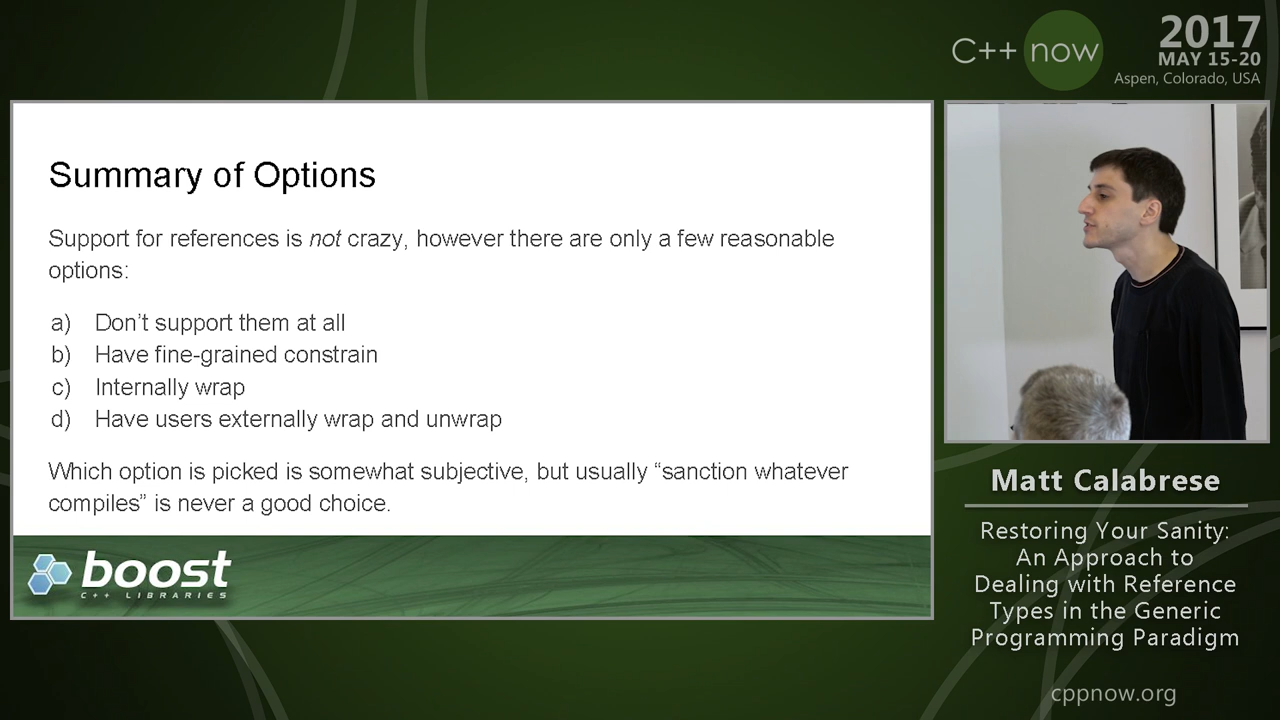 C++ now
2017
MAY 15-20
Aspen, Colorado, USA
Summary of Options
Support for references is not crazy, however there are only a few reasonable
options:
a) Don't support them at all
b) Have fine-grained constrain
c) Internally wrap
d) Have users externally wrap and unwrap
Which option is picked is somewhat subjective, but usually “sanction whatever
compiles” is never a good choice.
boost
C++ LIBRARIES
Matt Calabrese
Restoring Your Sanity:
An Approach to
Dealing with Reference
Types in the Generic
Programming Paradigm
cppnow.org